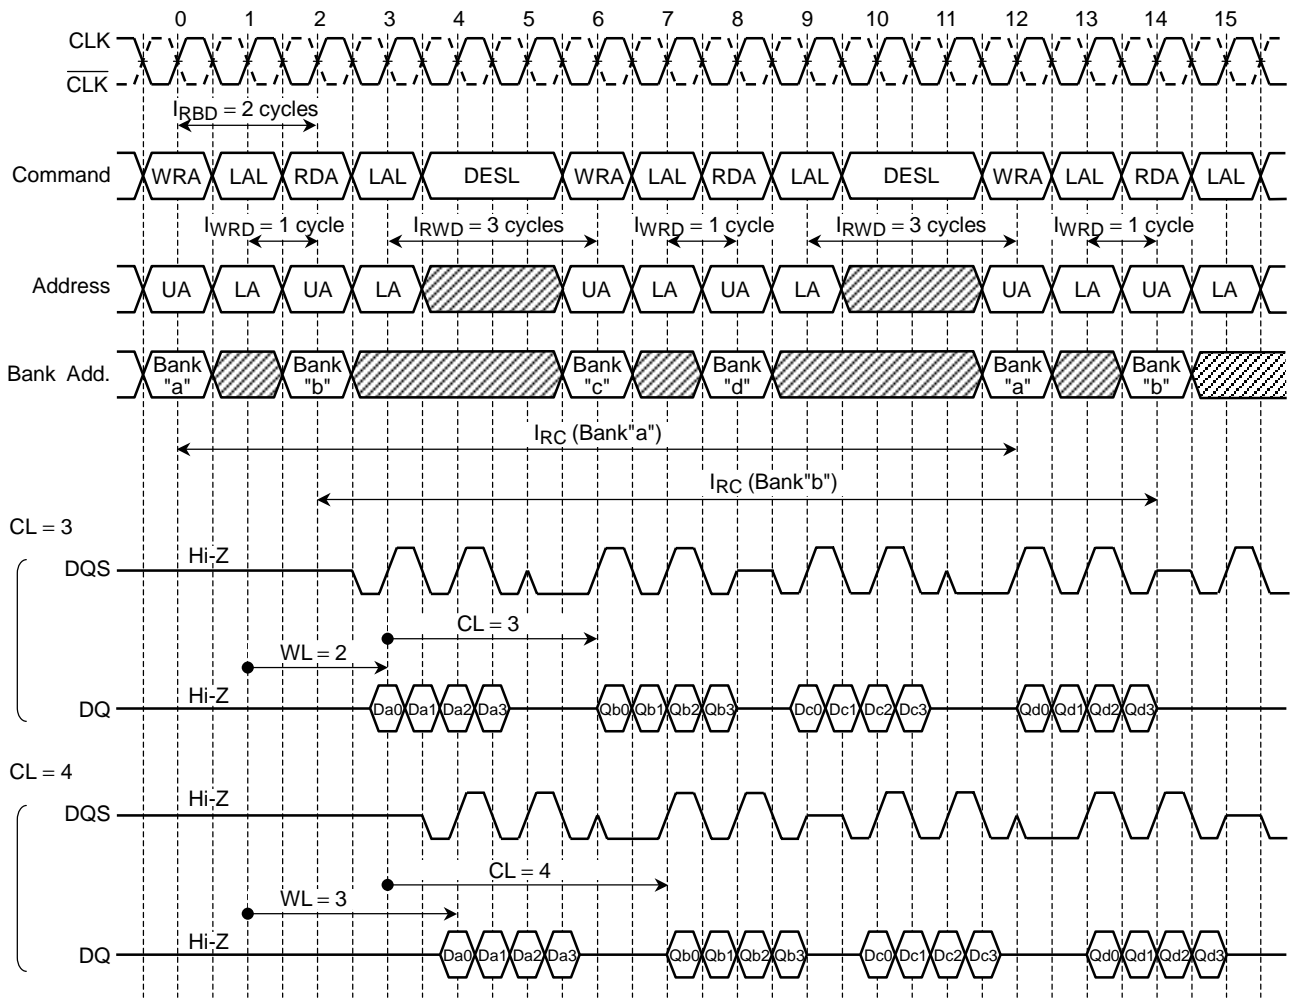 0 1 2 3 4 5 6 7 8 9 10 11 12 13 14 15
CLK
CLK
IRBD = 2 cycles
Command WRA LAL RDA LAL DESL WRA LAL RDA LAL DESL WRA LAL RDA LAL
IWRD = 1 cycle IRWD = 3 cycles IWRD = 1 cycle IRWD = 3 cycles IWRD = 1 cycle
Address UA LA UA LA UA LA UA LA UA LA UA LA
Bank Add. Bank "a" Bank "b" Bank "c" Bank "d" Bank "a" Bank "b"
IRC (Bank"a")
IRC (Bank"b")
CL = 3
DQS Hi-Z
CL = 3
WL = 2
DQ Hi-Z Da0 Da1 Da2 Da3 Qb0 Qb1 Qb2 Qb3 Dc0 Dc1 Dc2 Dc3 Qd0 Qd1 Qd2 Qd3
CL = 4
DQS Hi-Z
CL = 4
WL = 3
DQ Hi-Z Da0 Da1 Da2 Da3 Qb0 Qb1 Qb2 Qb3 Dc0 Dc1 Dc2 Dc3 Qd0 Qd1 Qd2 Qd3